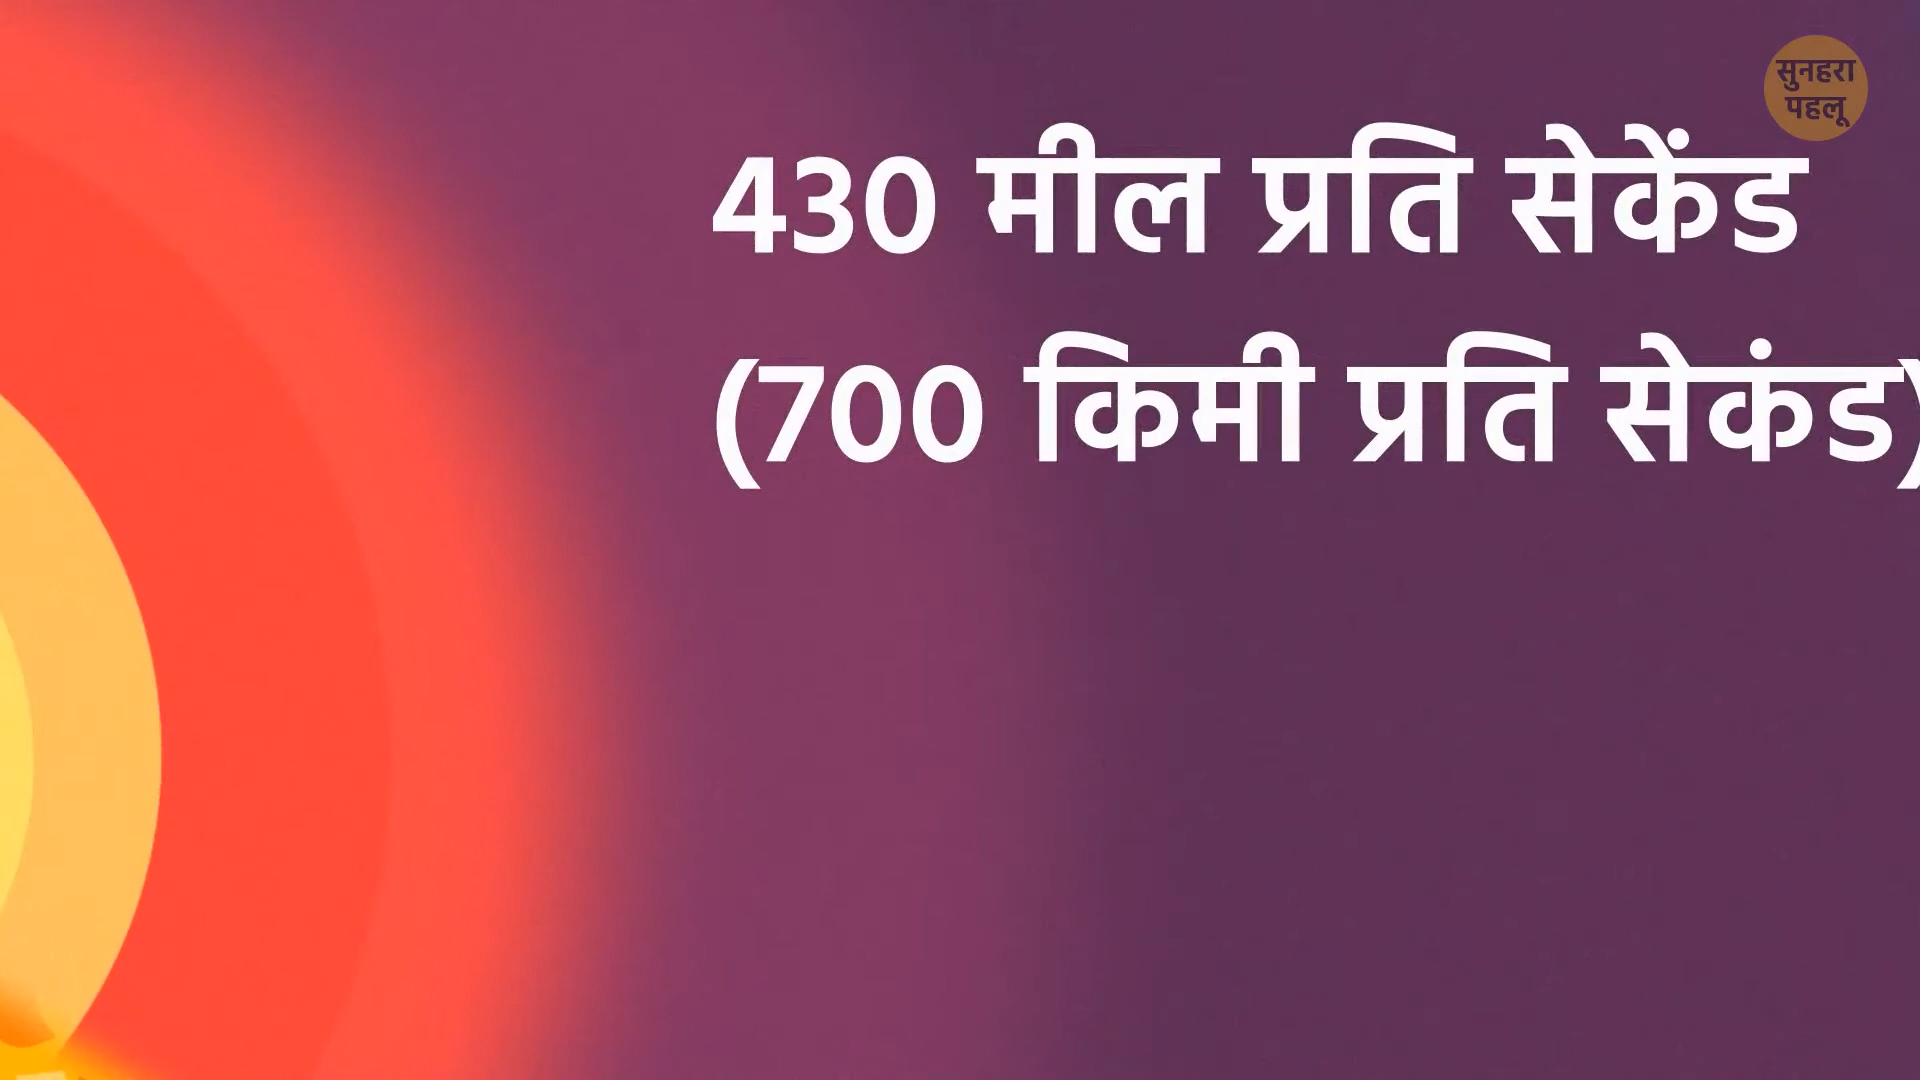 सुनहरा
पहलू
430 मील प्रति सेकेंड
(700 किमी प्रति सेकंड)